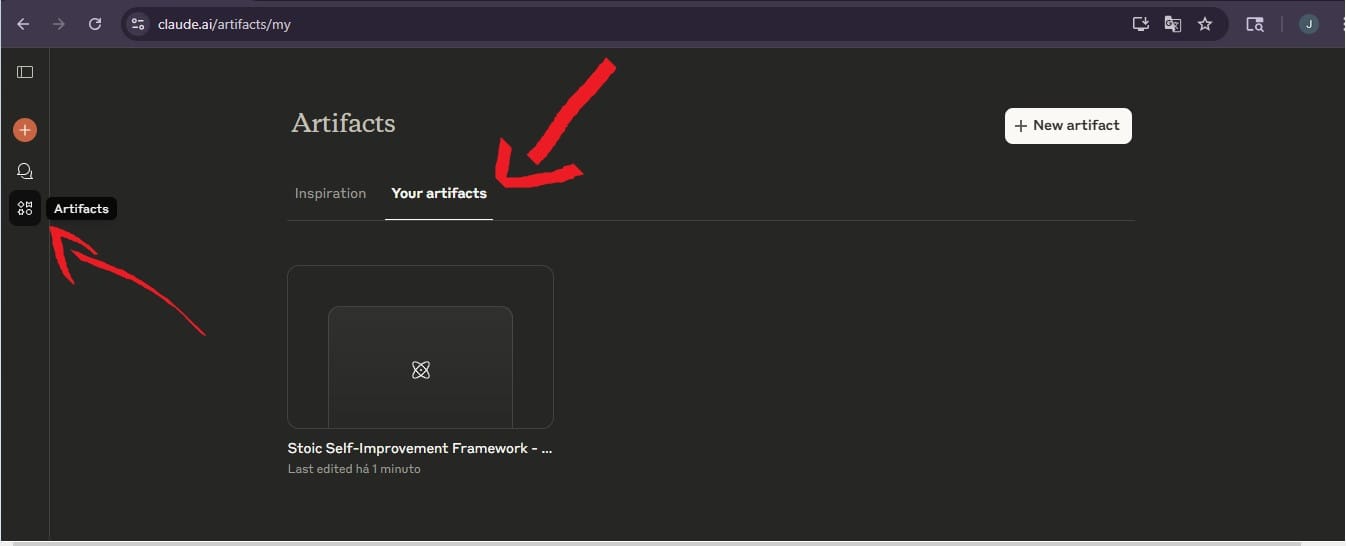 claude.ai/artifacts/my
J
Artifacts
+ New artifact
Inspiration
Your artifacts
Artifacts
Stoic Self-Improvement Framework - ...
Last edited há 1 minuto